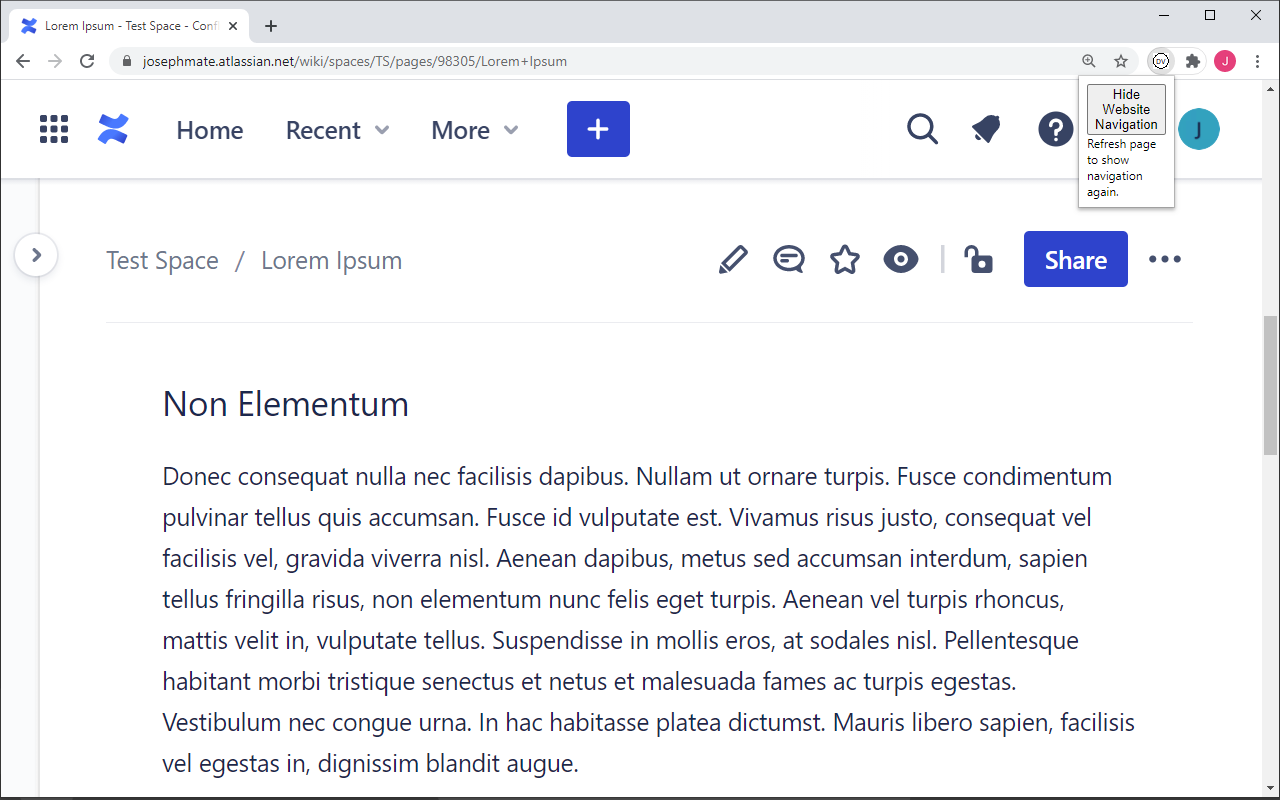 Lorem Ipsum - Test Space - Conf
josephmate.atlassian.net/wiki/spaces/TS/pages/98305/Lorem+Ipsum
DV
J
Hide
Website
Navigation
Refresh page
to show
navigation
again.
Home
Recent
More
J
Test Space / Lorem Ipsum
Share
Non Elementum
Donec consequat nulla nec facilisis dapibus. Nullam ut ornare turpis. Fusce condimentum
pulvinar tellus quis accumsan. Fusce id vulputate est. Vivamus risus justo, consequat vel
facilisis vel, gravida viverra nisl. Aenean dapibus, metus sed accumsan interdum, sapien
tellus fringilla risus, non elementum nunc felis eget turpis. Aenean vel turpis rhoncus,
mattis velit in, vulputate tellus. Suspendisse in mollis eros, at sodales nisl. Pellentesque
habitant morbi tristique senectus et netus et malesuada fames ac turpis egestas.
Vestibulum nec congue urna. In hac habitasse platea dictumst. Mauris libero sapien, facilisis
vel egestas in, dignissim blandit augue.